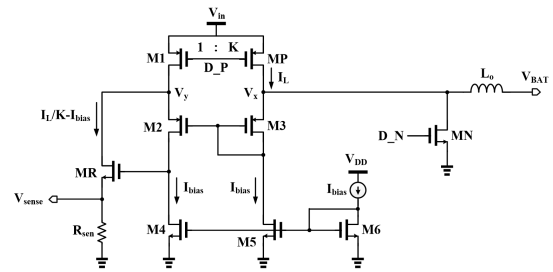 V_in
M1 1 : K MP
D_P I_L
V_y V_x L_o V_BAT
I_L/K-I_bias M2 M3 D_N MN
MR V_DD
V_sense I_bias I_bias I_bias
R_sen M4 M5 M6